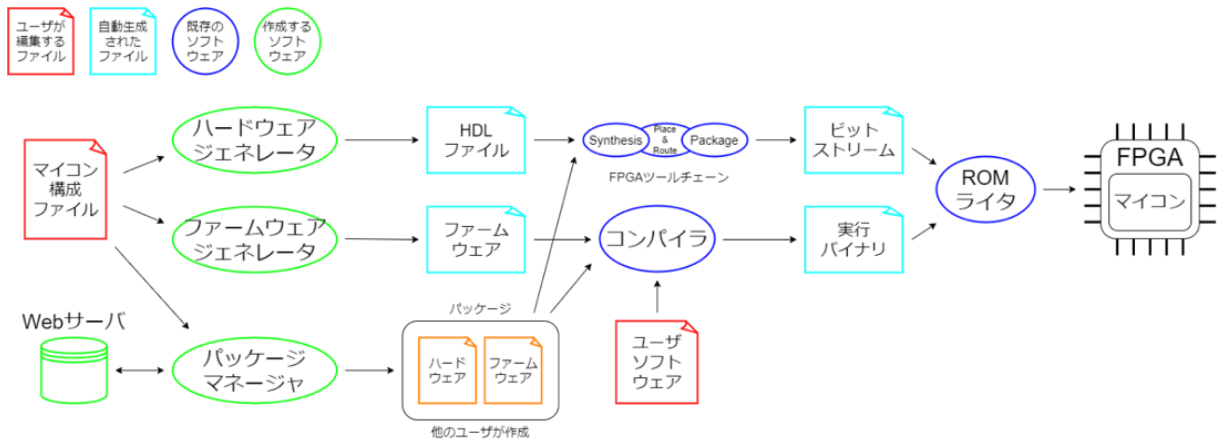 ユーザが
編集する
ファイル
自動生成
された
ファイル
既存の
ソフト
ウェア
作成する
ソフト
ウェア
マイコン
構成
ファイル
ハードウェア
ジェネレータ
HDL
ファイル
Synthesis
Place
&
Route
Package
FPGAツールチェーン
ビット
ストリーム
ROM
ライタ
FPGA
マイコン
ファームウェア
ジェネレータ
ファーム
ウェア
コンパイラ
実行
バイナリ
Webサーバ
パッケージ
マネージャ
パッケージ
ハード
ウェア
ファーム
ウェア
他のユーザが作成
ユーザ
ソフト
ウェア